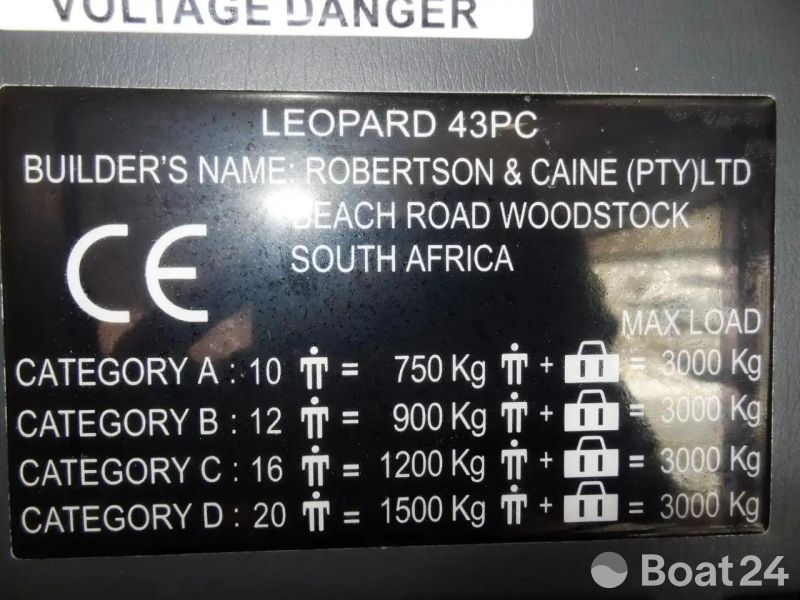 VOLTAGE DANGER
LEOPARD 43PC
BUILDER'S NAME: ROBERTSON & CAINE (PTY)LTD
BEACH ROAD WOODSTOCK
SOUTH AFRICA
CE
MAX LOAD
CATEGORY A : 10 = 750 Kg + = 3000 Kg
CATEGORY B : 12 = 900 Kg + = 3000 Kg
CATEGORY C : 16 = 1200 Kg + = 3000 Kg
CATEGORY D : 20 = 1500 Kg + = 3000 Kg
Boat24